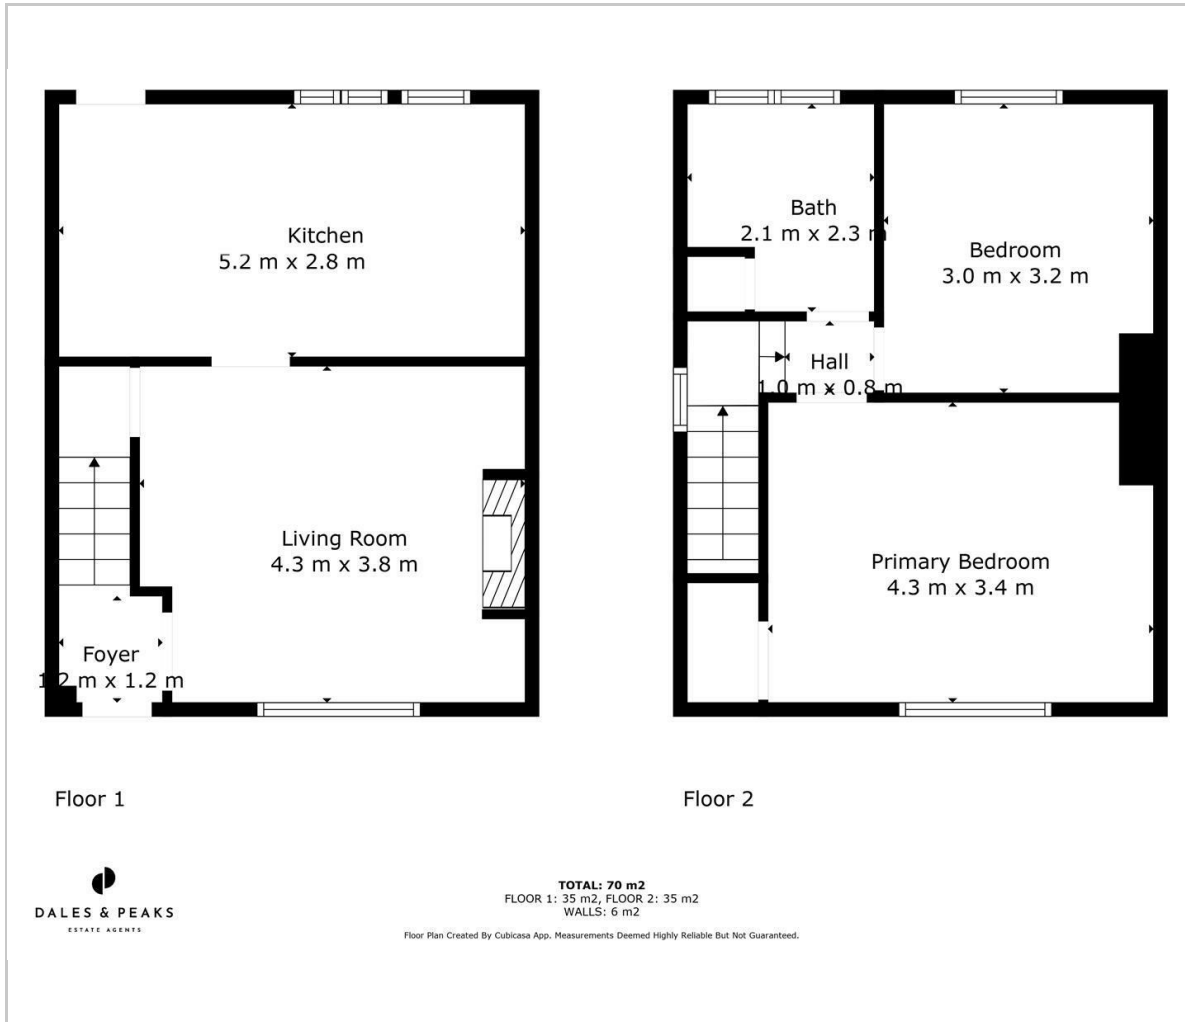 Kitchen
5.2 m x 2.8 m
Living Room
4.3 m x 3.8 m
Foyer
1.2 m x 1.2 m
Floor 1
Bath
2.1 m x 2.3 m
Bedroom
3.0 m x 3.2 m
Hall
1.0 m x 0.8 m
Primary Bedroom
4.3 m x 3.4 m
Floor 2
DALES & PEAKS
ESTATE AGENTS
TOTAL: 70 m2
FLOOR 1: 35 m2, FLOOR 2: 35 m2
WALLS: 6 m2
Floor Plan Created By Cubicasa App. Measurements Deemed Highly Reliable But Not Guaranteed.